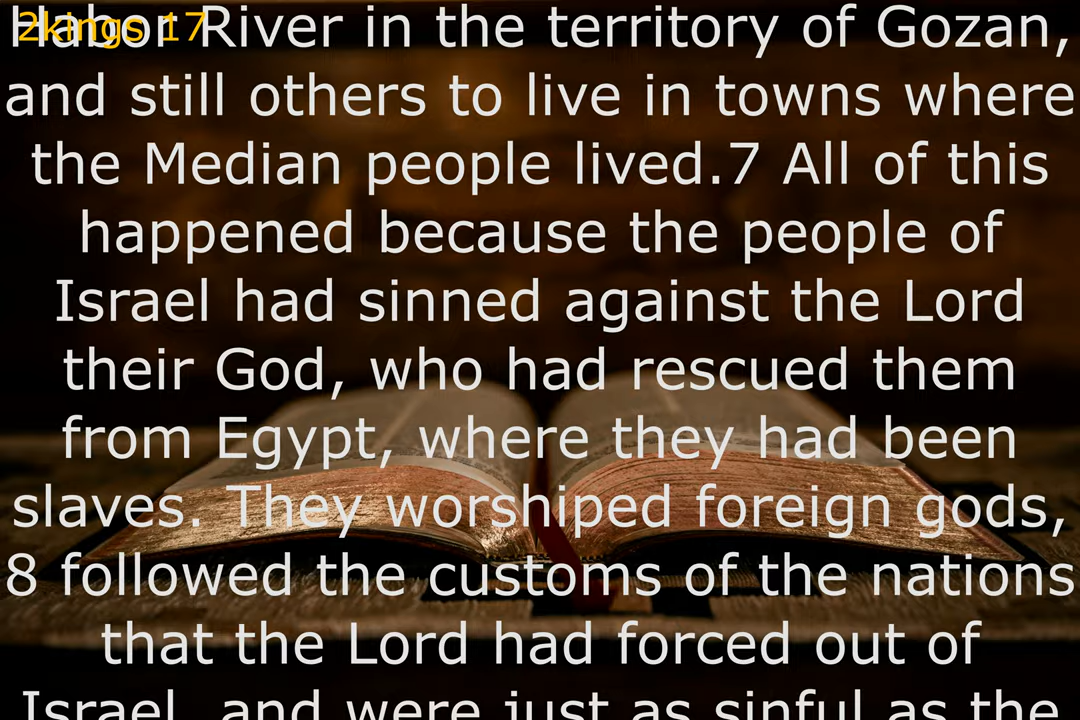 2kings 17
Habor River in the territory of Gozan,
and still others to live in towns where
the Median people lived.7 All of this
happened because the people of
Israel had sinned against the Lord
their God, who had rescued them
from Egypt, where they had been
slaves. They worshiped foreign gods,
8 followed the customs of the nations
that the Lord had forced out of
Israel, and were just as sinful as the